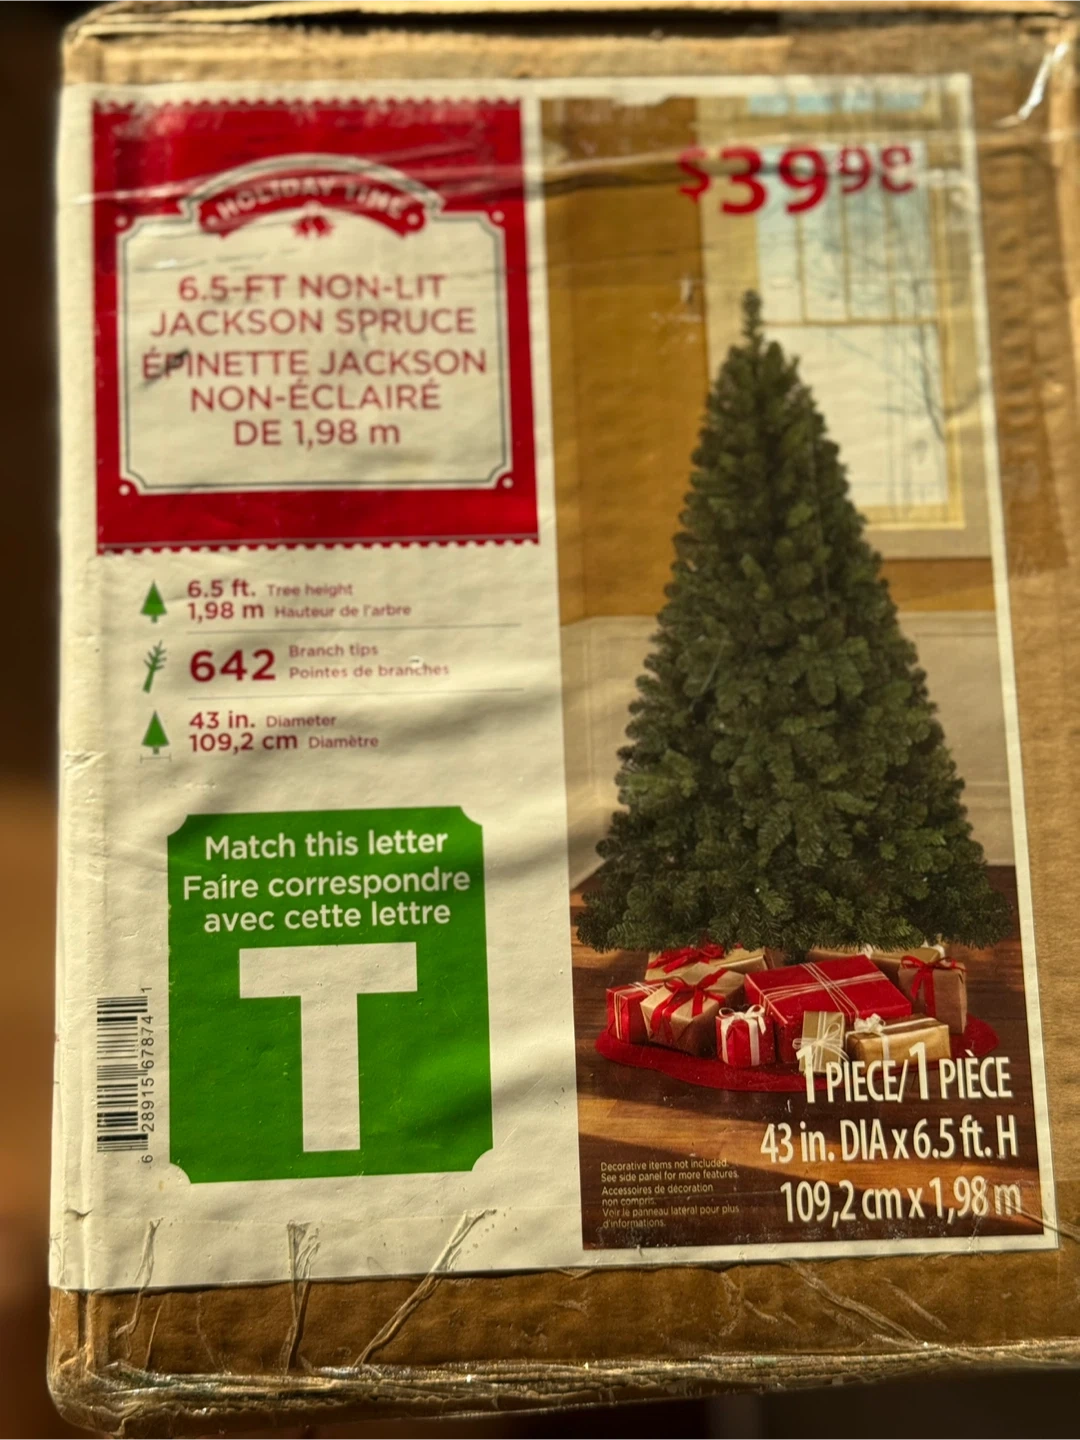 HOLIDAY TIME
6.5-FT NON-LIT
JACKSON SPRUCE
ÉPINETTE JACKSON
NON-ÉCLAIRÉ
DE 1,98 m
6.5 ft. Tree height
1,98 m Hauteur de l'arbre
642 Branch tips
Pointes de branches
43 in. Diameter
109,2 cm Diamètre
Match this letter
Faire correspondre
avec cette lettre
T
6 28915 67874 1
$3998
1 PIECE/1 PIÈCE
43 in. DIA x 6.5 ft. H
109,2 cm x 1,98 m
Decorative items not included.
See side panel for more features.
Accessoires de décoration
non compris.
Voir le panneau latéral pour plus
d'informations.